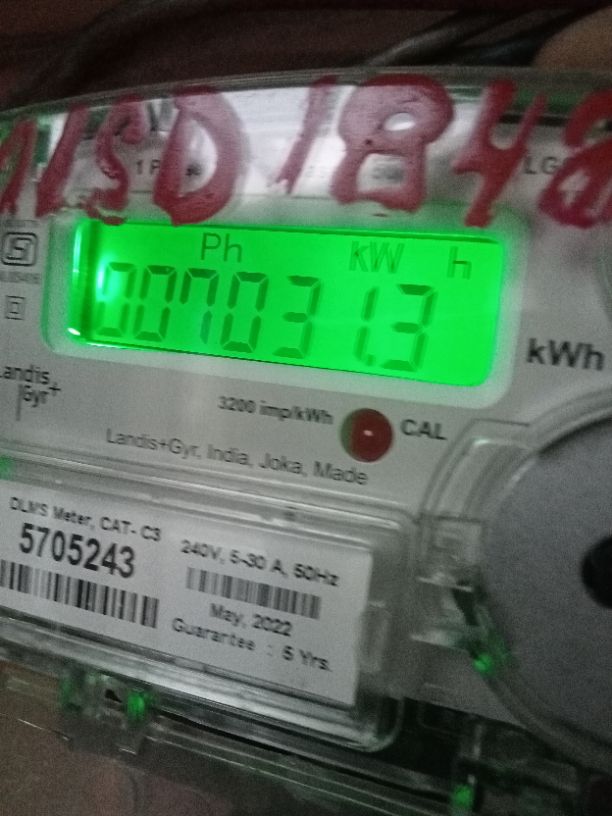 NSD1848
Ph kW h
007031.3
kWh
Landis+
Gyr+
3200 imp/kWh
CAL
Landis+Gyr, India, Joka, Made
DLMS Meter, CAT- C3
5705243
240V, 5-30 A, 50Hz
May, 2022
Guarantee : 5 Yrs.